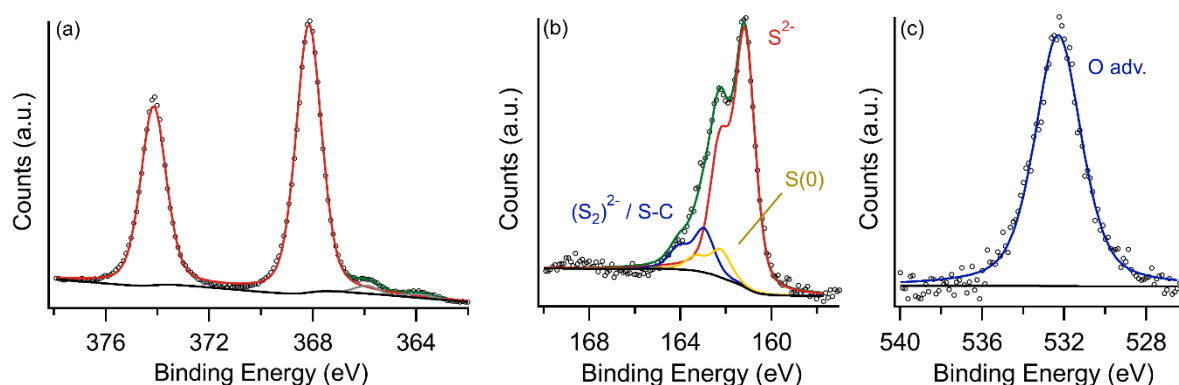 (a)
Counts (a.u.)
376 372 368 364
Binding Energy (eV)
(b)
S²⁻
S(0)
(S₂)²⁻ / S-C
Counts (a.u.)
168 164 160
Binding Energy (eV)
(c)
O adv.
Counts (a.u.)
540 536 532 528
Binding Energy (eV)